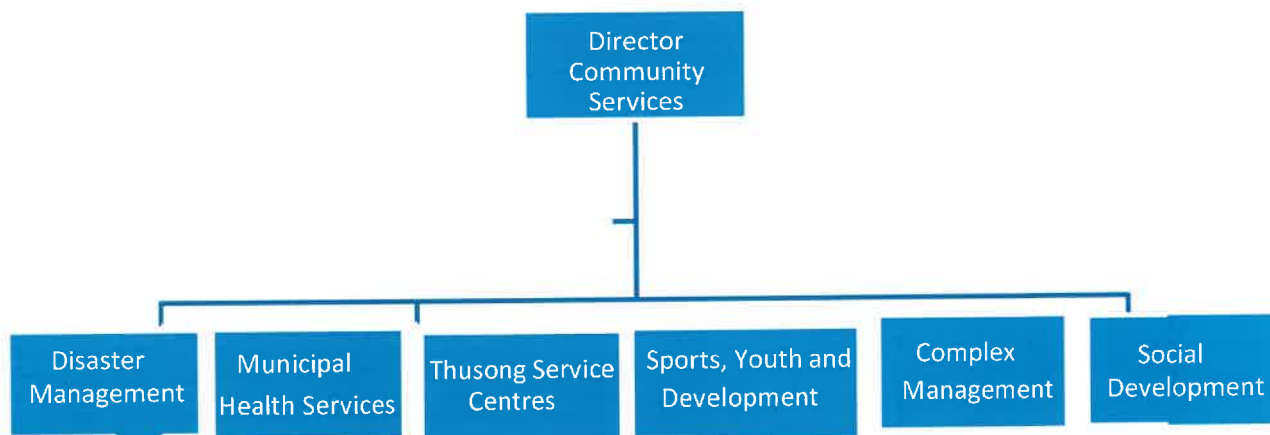 Director
Community
Services
Disaster
Management
Municipal
Health Services
Thusong Service
Centres
Sports, Youth and
Development
Complex
Management
Social
Development